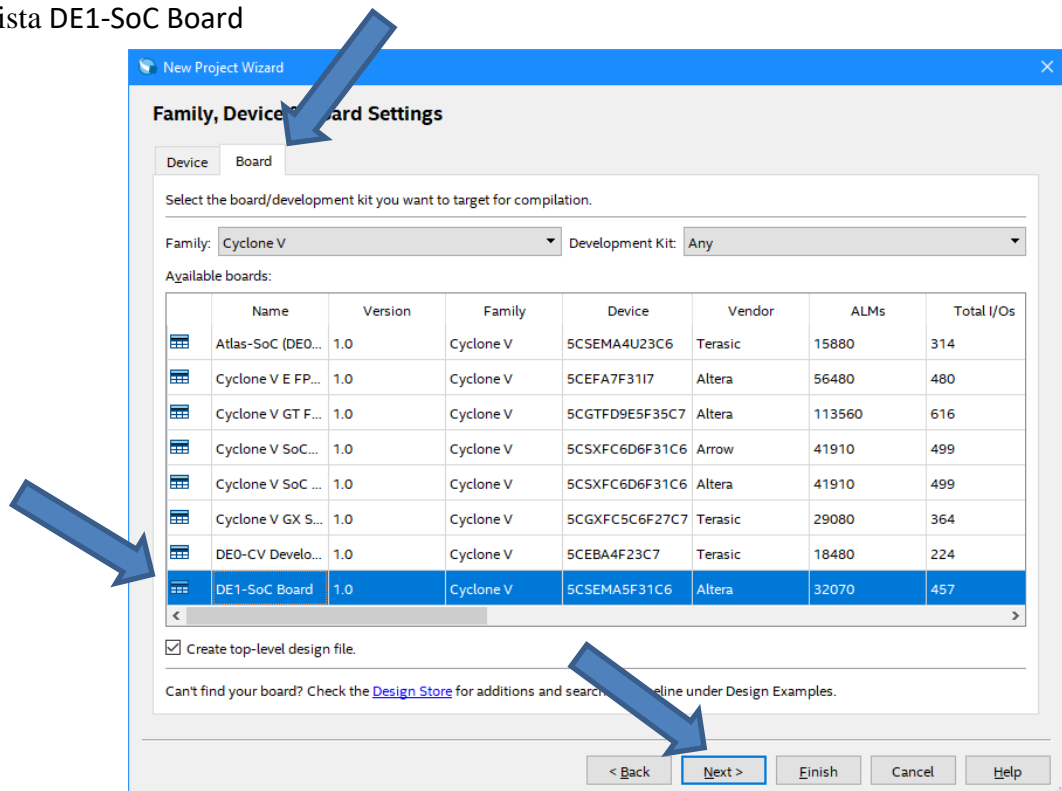 ista DE1-SoC Board
New Project Wizard
Family, Device ard Settings
Device Board
Select the board/development kit you want to target for compilation.
Family: Cyclone V Development Kit: Any
Available boards:
Name Version Family Device Vendor ALMs Total I/Os
Atlas-SoC (DE0... 1.0 Cyclone V 5CSEMA4U23C6 Terasic 15880 314
Cyclone V E FP... 1.0 Cyclone V 5CEFA7F31I7 Altera 56480 480
Cyclone V GT F... 1.0 Cyclone V 5CGTFD9E5F35C7 Altera 113560 616
Cyclone V SoC... 1.0 Cyclone V 5CSXFC6D6F31C6 Arrow 41910 499
Cyclone V SoC ... 1.0 Cyclone V 5CSXFC6D6F31C6 Altera 41910 499
Cyclone V GX S... 1.0 Cyclone V 5CGXFC5C6F27C7 Terasic 29080 364
DE0-CV Develo... 1.0 Cyclone V 5CEBA4F23C7 Terasic 18480 224
DE1-SoC Board 1.0 Cyclone V 5CSEMA5F31C6 Altera 32070 457
Create top-level design file.
Can't find your board? Check the Design Store for additions and search eline under Design Examples.
< Back Next > Finish Cancel Help